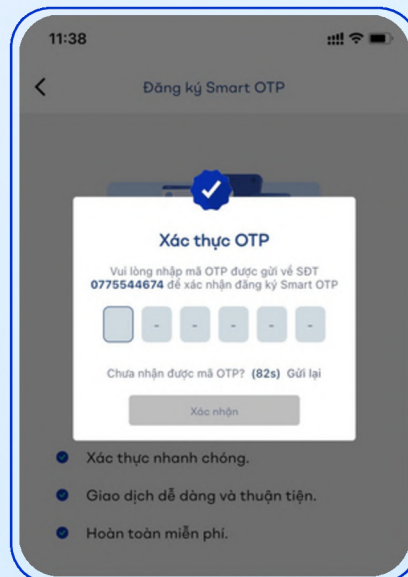 11:38
Đăng ký Smart OTP
Xác thực OTP
Vui lòng nhập mã OTP được gửi về SĐT
0775544674 để xác nhận đăng ký Smart OTP
- - - - -
Chưa nhận được mã OTP? (82s) Gửi lại
Xác nhận
Xác thực nhanh chóng.
Giao dịch dễ dàng và thuận tiện.
Hoàn toàn miễn phí.